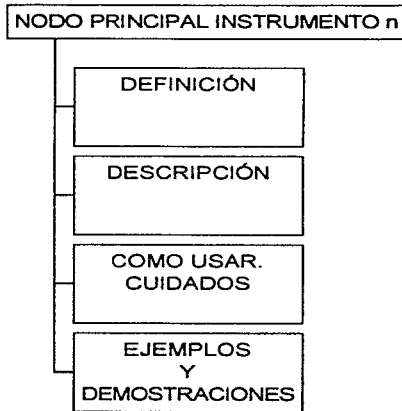 NODO PRINCIPAL INSTRUMENTO n
DEFINICIÓN
DESCRIPCIÓN
COMO USAR.
CUIDADOS
EJEMPLOS
Y
DEMOSTRACIONES